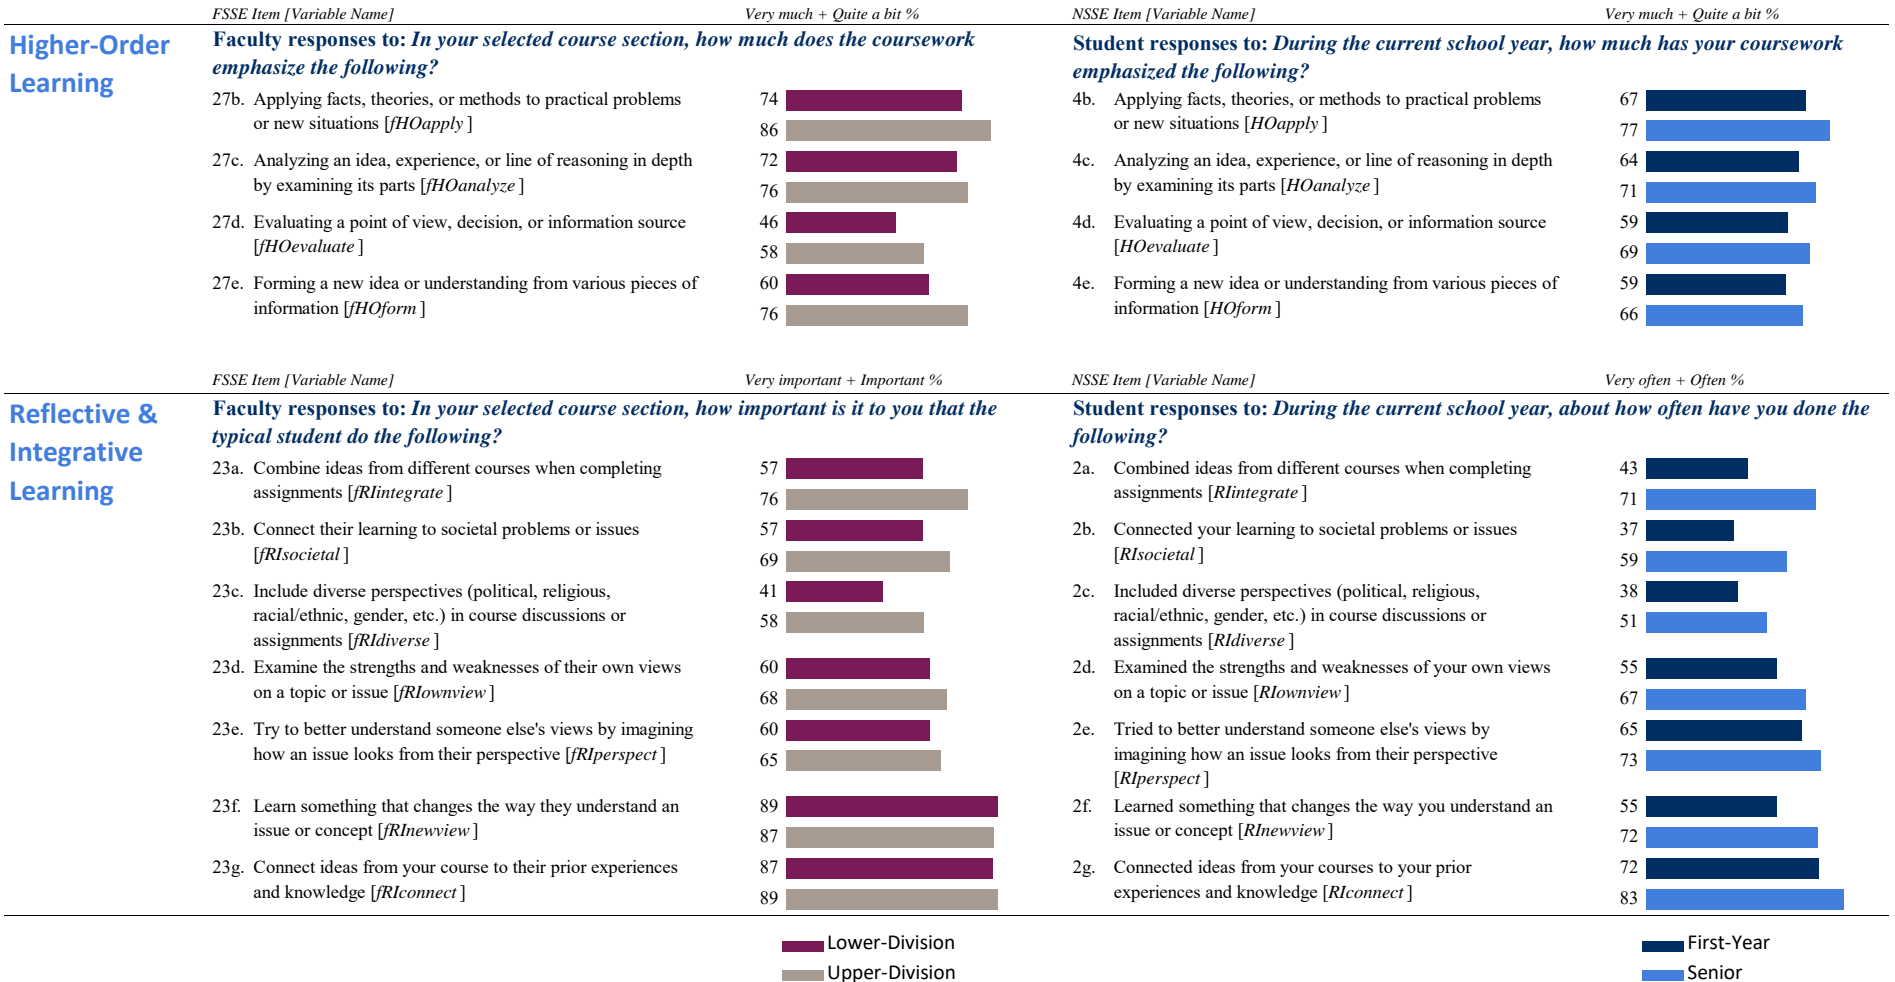 FSSE Item [Variable Name]
Very much + Quite a bit %
NSSE Item [Variable Name]
Very much + Quite a bit %
Higher-Order
Learning
Faculty responses to: In your selected course section, how much does the coursework
emphasize the following?
Student responses to: During the current school year, how much has your coursework
emphasized the following?
27b. Applying facts, theories, or methods to practical problems
or new situations [fHOapply ]
74
86
4b. Applying facts, theories, or methods to practical problems
or new situations [HOapply ]
67
77
27c. Analyzing an idea, experience, or line of reasoning in depth
by examining its parts [fHOanalyze ]
72
76
4c. Analyzing an idea, experience, or line of reasoning in depth
by examining its parts [HOanalyze ]
64
71
27d. Evaluating a point of view, decision, or information source
[fHOevaluate ]
46
58
4d. Evaluating a point of view, decision, or information source
[HOevaluate ]
59
69
27e. Forming a new idea or understanding from various pieces of
information [fHOform ]
60
76
4e. Forming a new idea or understanding from various pieces of
information [HOform ]
59
66
FSSE Item [Variable Name]
Very important + Important %
NSSE Item [Variable Name]
Very often + Often %
Reflective &
Integrative
Learning
Faculty responses to: In your selected course section, how important is it to you that the
typical student do the following?
Student responses to: During the current school year, about how often have you done the
following?
23a. Combine ideas from different courses when completing
assignments [fRIintegrate ]
57
76
2a. Combined ideas from different courses when completing
assignments [RIintegrate ]
43
71
23b. Connect their learning to societal problems or issues
[fRIsocietal ]
57
69
2b. Connected your learning to societal problems or issues
[RIsocietal ]
37
59
23c. Include diverse perspectives (political, religious,
racial/ethnic, gender, etc.) in course discussions or
assignments [fRIdiverse ]
41
58
2c. Included diverse perspectives (political, religious,
racial/ethnic, gender, etc.) in course discussions or
assignments [RIdiverse ]
38
51
23d. Examine the strengths and weaknesses of their own views
on a topic or issue [fRIownview ]
60
68
2d. Examined the strengths and weaknesses of your own views
on a topic or issue [RIownview ]
55
67
23e. Try to better understand someone else's views by imagining
how an issue looks from their perspective [fRIperspect ]
60
65
2e. Tried to better understand someone else's views by
imagining how an issue looks from their perspective
[RIperspect ]
65
73
23f. Learn something that changes the way they understand an
issue or concept [fRInewview ]
89
87
2f. Learned something that changes the way you understand an
issue or concept [RInewview ]
55
72
23g. Connect ideas from your course to their prior experiences
and knowledge [fRIconnect ]
87
89
2g. Connected ideas from your courses to your prior
experiences and knowledge [RIconnect ]
72
83
Lower-Division
Upper-Division
First-Year
Senior